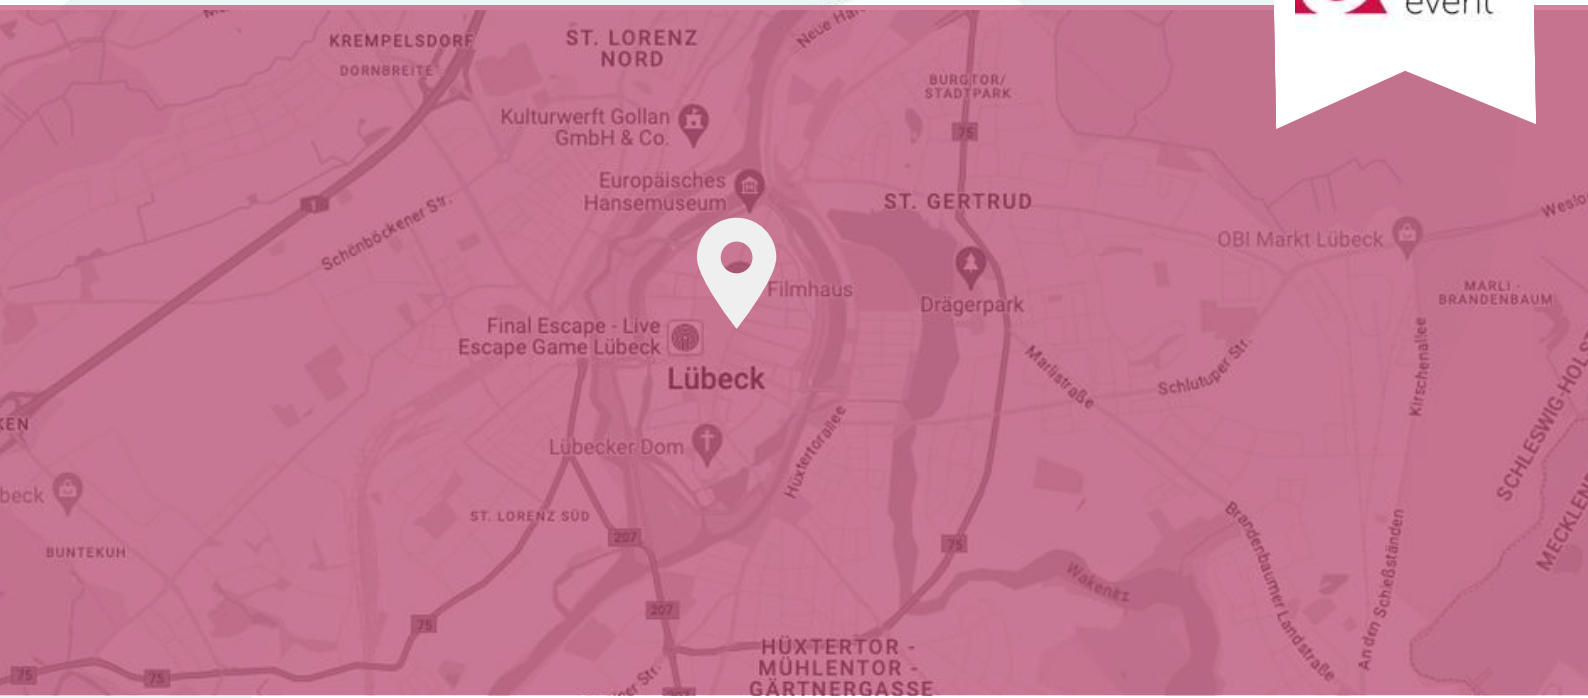 event
KREMPELSDORF
DORNBREITE
ST. LORENZ
NORD
BURGTOR/
STADTPARK
Kulturwerft Gollan
GmbH & Co.
75
Europäisches
Hansemuseum
1
Schönböckener Str.
ST. GERTRUD
OBI Markt Lübeck
Filmhaus
Drägerpark
MARLI -
BRANDENBAUM
Final Escape - Live
Escape Game Lübeck
Lübeck
Marlistraße
Schlutuper Str.
Kirschenallee
Lübecker Dom
Hüxtertorallee
ST. LORENZ SÜD
BUNTEKUH
207
75
Wakenitz
Brandenbaumer Landstraße
An den Schießständen
207
75
HÜXTERTOR -
MÜHLENTOR -
GÄRTNERGASSE
75
75
207